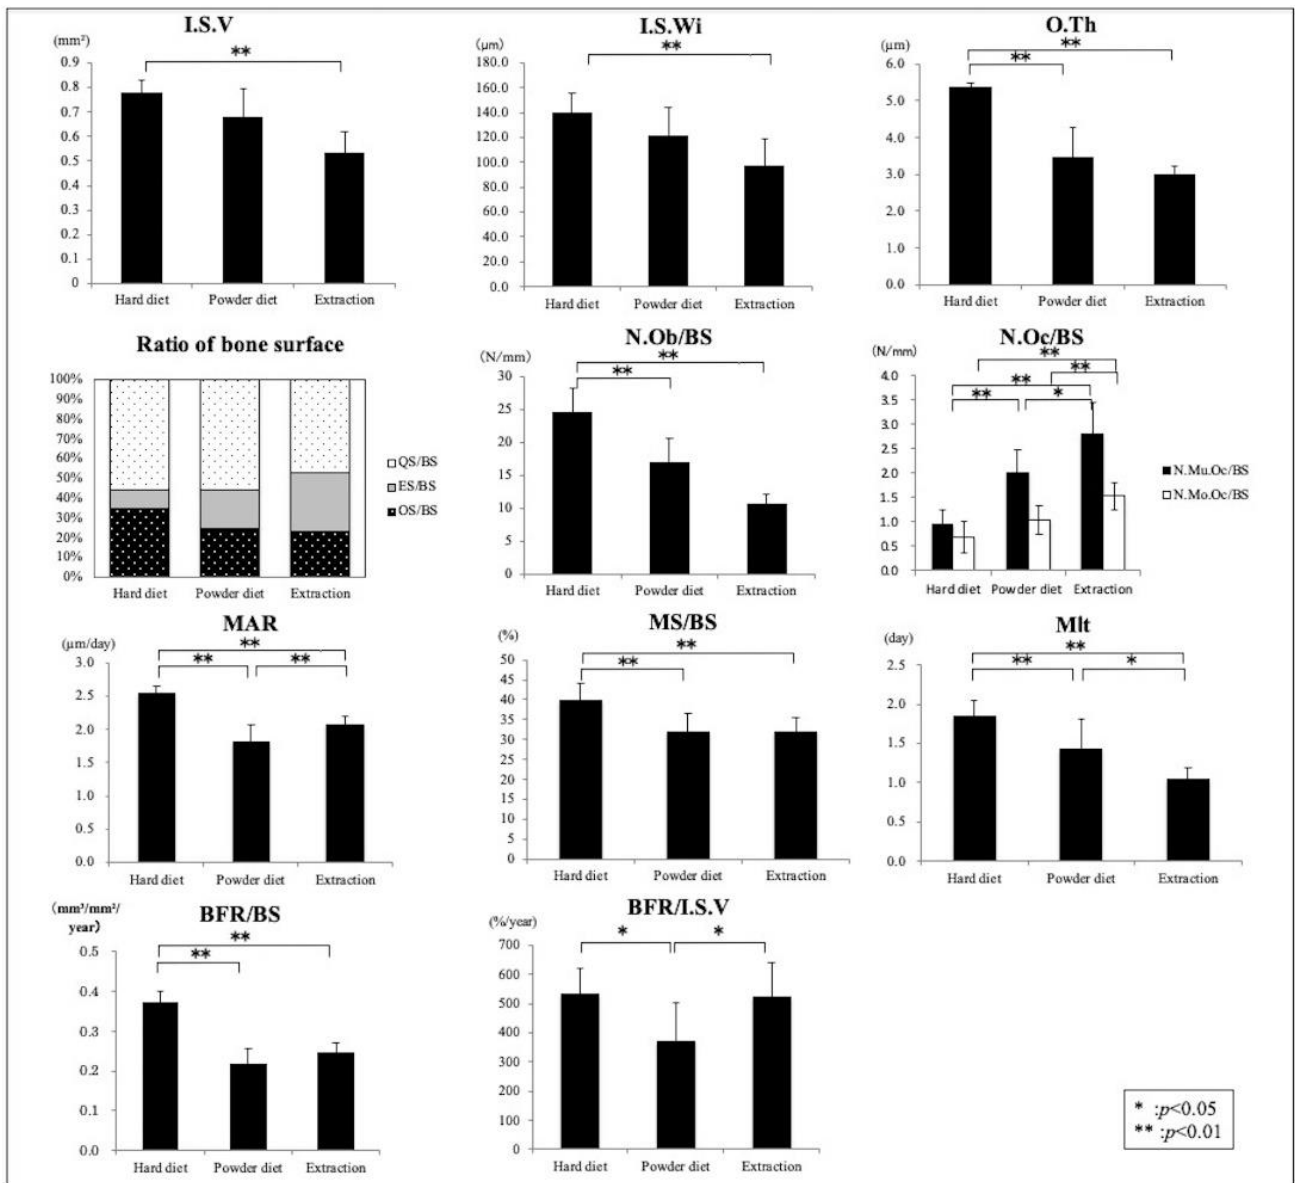 I.S.V
(mm²)
**
0.9
0.8
0.7
0.6
0.5
0.4
0.3
0.2
0.1
0
Hard diet Powder diet Extraction
I.S.Wi
(μm)
**
180.0
160.0
140.0
120.0
100.0
80.0
60.0
40.0
20.0
0.0
Hard diet Powder diet Extraction
O.Th
(μm)
**
**
6.0
5.0
4.0
3.0
2.0
1.0
0.0
Hard diet Powder diet Extraction
Ratio of bone surface
100%
90%
80%
70%
60%
50%
40%
30%
20%
10%
0%
Hard diet Powder diet Extraction
QS/BS
ES/BS
OS/BS
N.Ob/BS
(N/mm)
**
**
30
25
20
15
10
5
0
Hard diet Powder diet Extraction
N.Oc/BS
(N/mm)
**
**
**
** *
4.0
3.5
3.0
2.5
2.0
1.5
1.0
0.5
0.0
Hard diet Powder diet Extraction
N.Mu.Oc/BS
N.Mo.Oc/BS
MAR
(μm/day)
**
** **
3.0
2.5
2.0
1.5
1.0
0.5
0.0
Hard diet Powder diet Extraction
MS/BS
(%)
**
**
50
45
40
35
30
25
20
15
10
5
0
Hard diet Powder diet Extraction
Mlt
(day)
**
** *
2.5
2.0
1.5
1.0
0.5
0.0
Hard diet Powder diet Extraction
BFR/BS
(mm³/mm²/
year)
**
**
0.5
0.4
0.3
0.2
0.1
0.0
Hard diet Powder diet Extraction
BFR/I.S.V
(%/year)
* *
700
600
500
400
300
200
100
0
Hard diet Powder diet Extraction
* :p<0.05
** :p<0.01